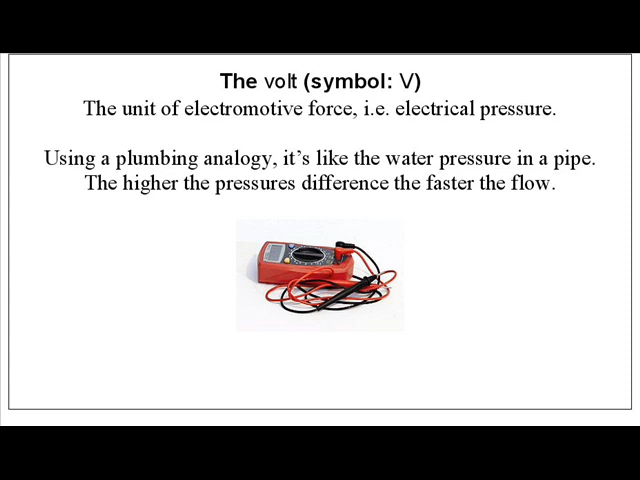 The volt (symbol: V)
The unit of electromotive force, i.e. electrical pressure.
Using a plumbing analogy, it’s like the water pressure in a pipe.
The higher the pressures difference the faster the flow.